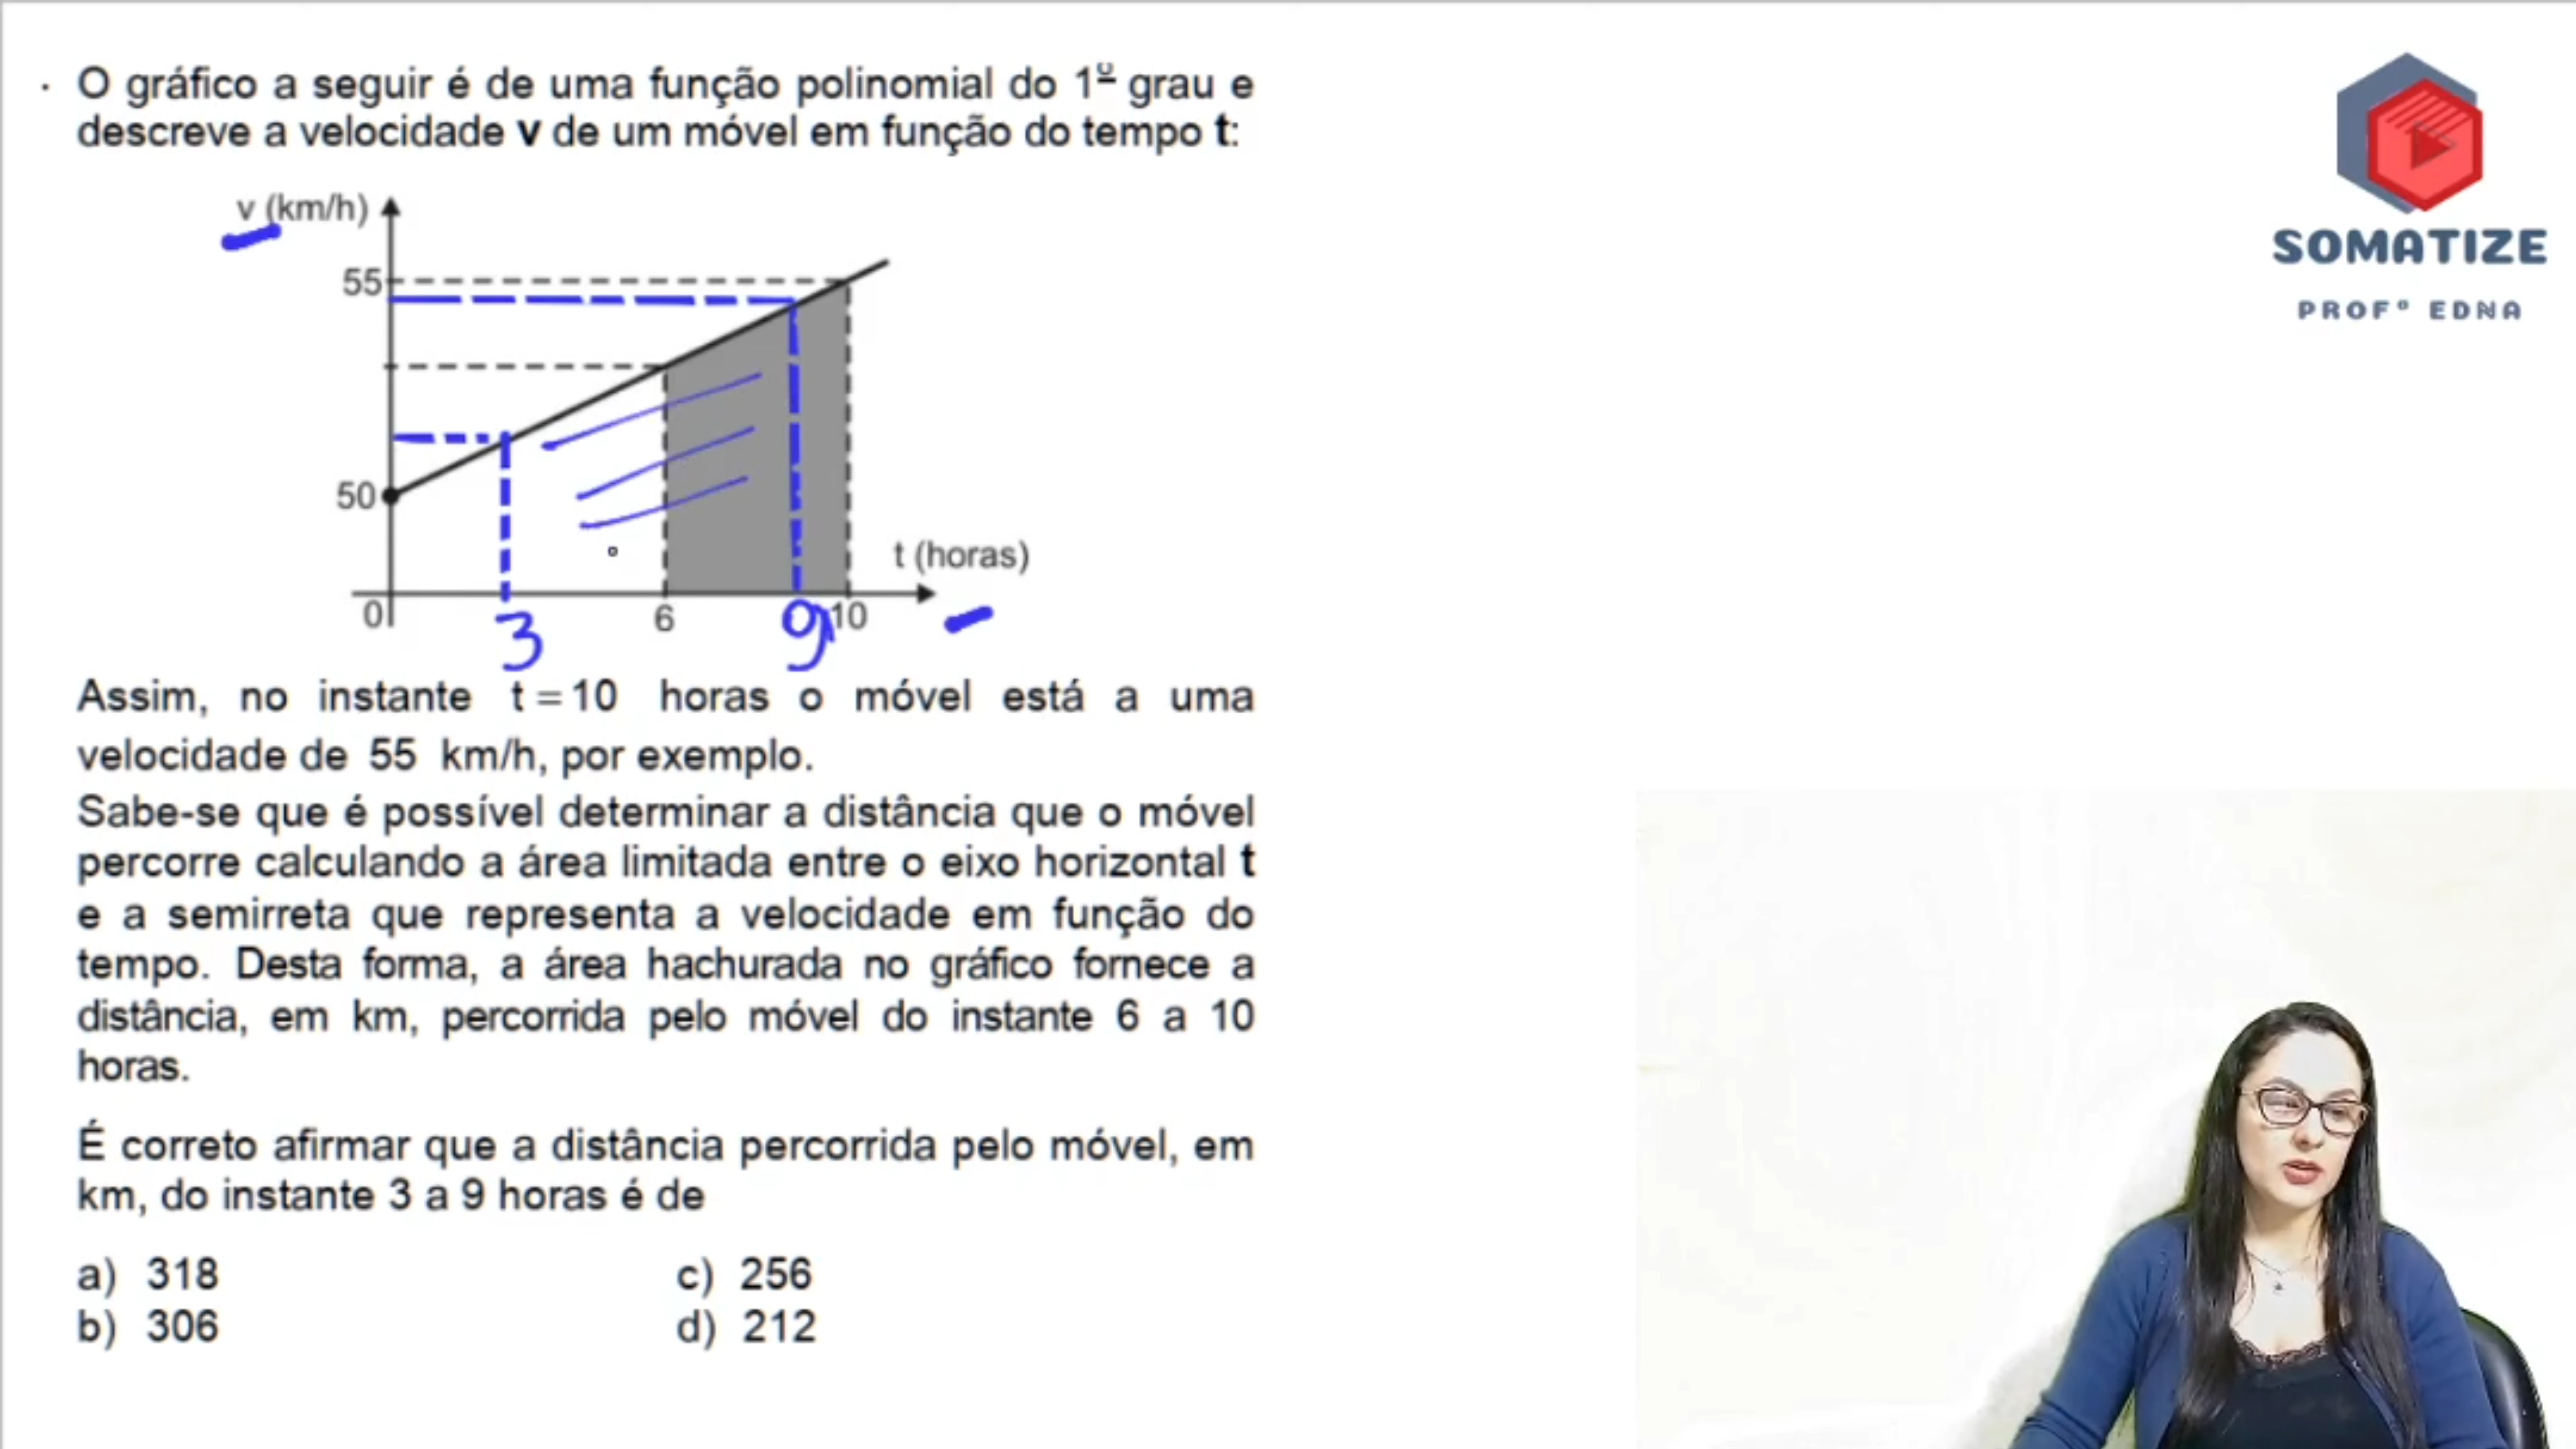 O gráfico a seguir é de uma função polinomial do 1º grau e
descreve a velocidade v de um móvel em função do tempo t:
v (km/h)
55
50
t (horas)
0
3
6
9
10
Assim, no instante t = 10 horas o móvel está a uma
velocidade de 55 km/h, por exemplo.
Sabe-se que é possível determinar a distância que o móvel
percorre calculando a área limitada entre o eixo horizontal t
e a semirreta que representa a velocidade em função do
tempo. Desta forma, a área hachurada no gráfico fornece a
distância, em km, percorrida pelo móvel do instante 6 a 10
horas.
É correto afirmar que a distância percorrida pelo móvel, em
km, do instante 3 a 9 horas é de
a) 318
b) 306
c) 256
d) 212
SOMATIZE
PROFª EDNA